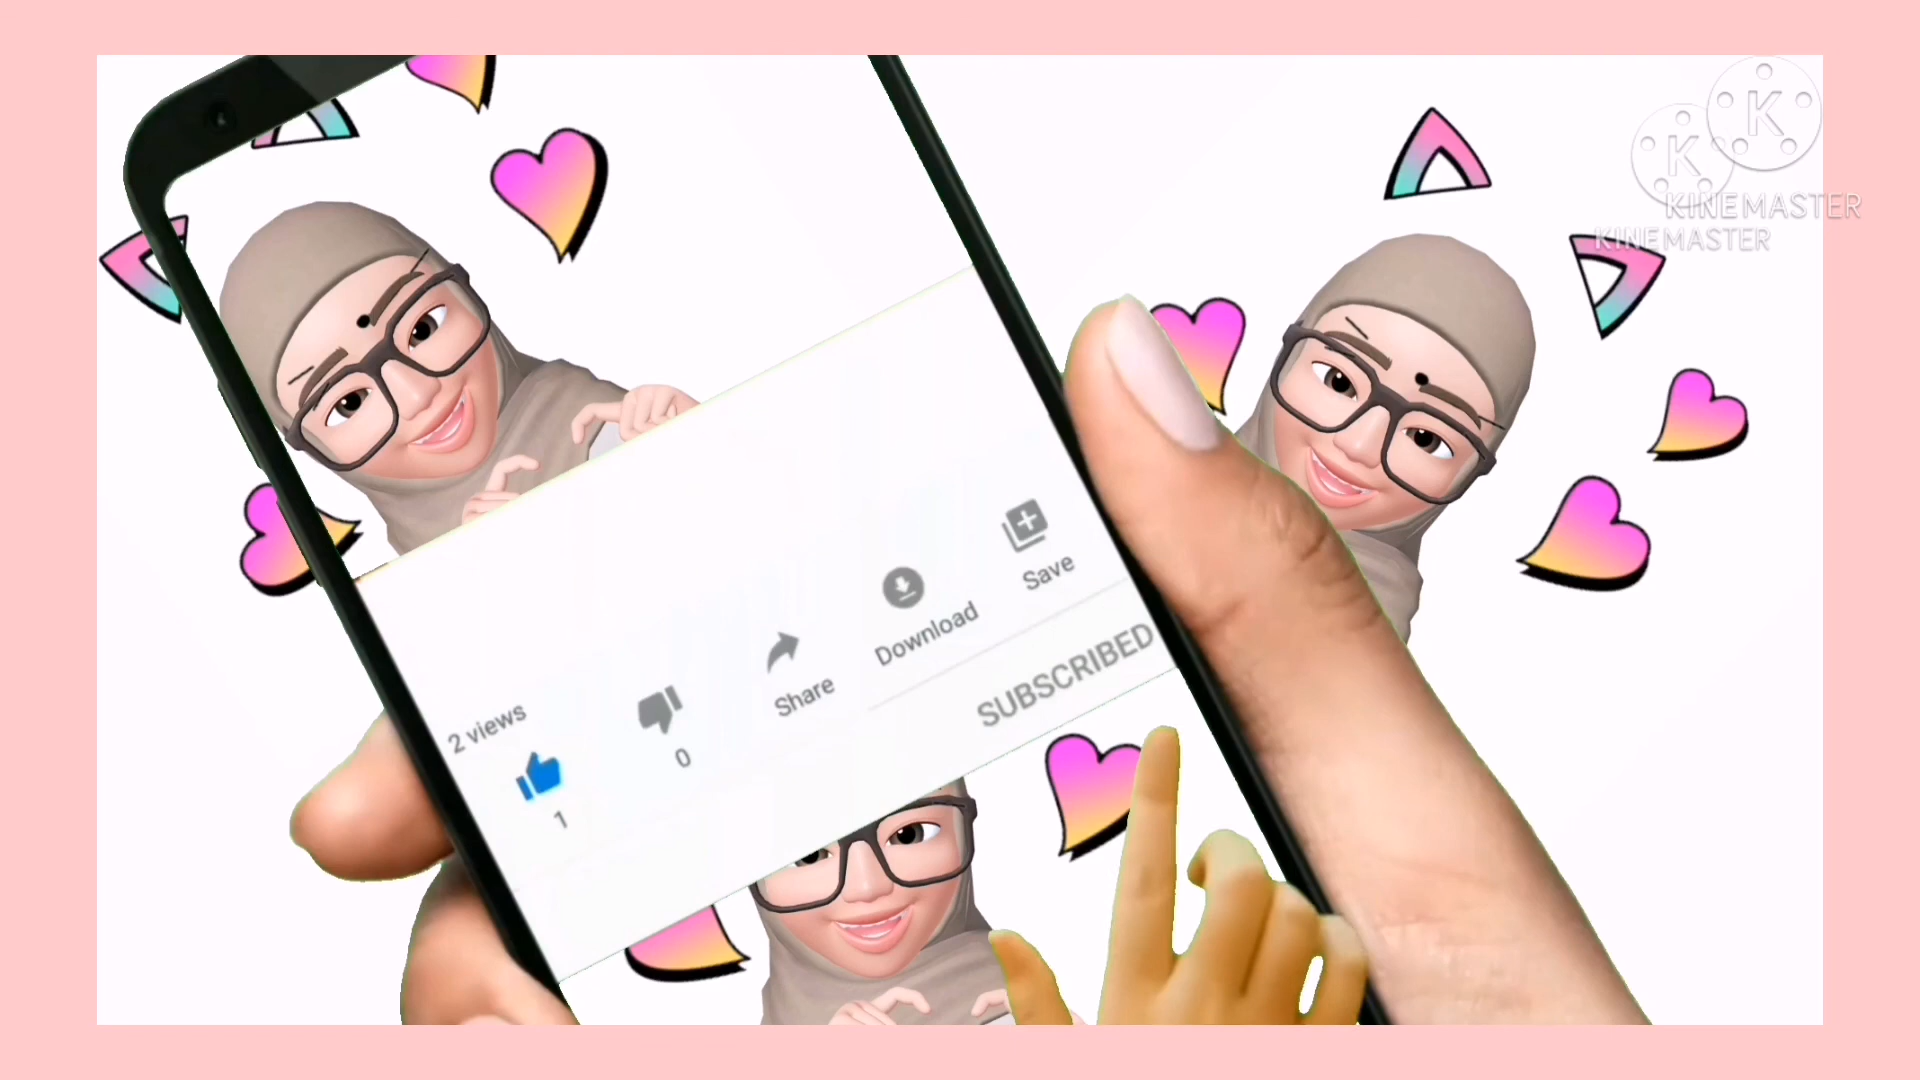 K
K
KINEMASTER
KINEMASTER
Save
Download
Share
SUBSCRIBED
2 views
0
1